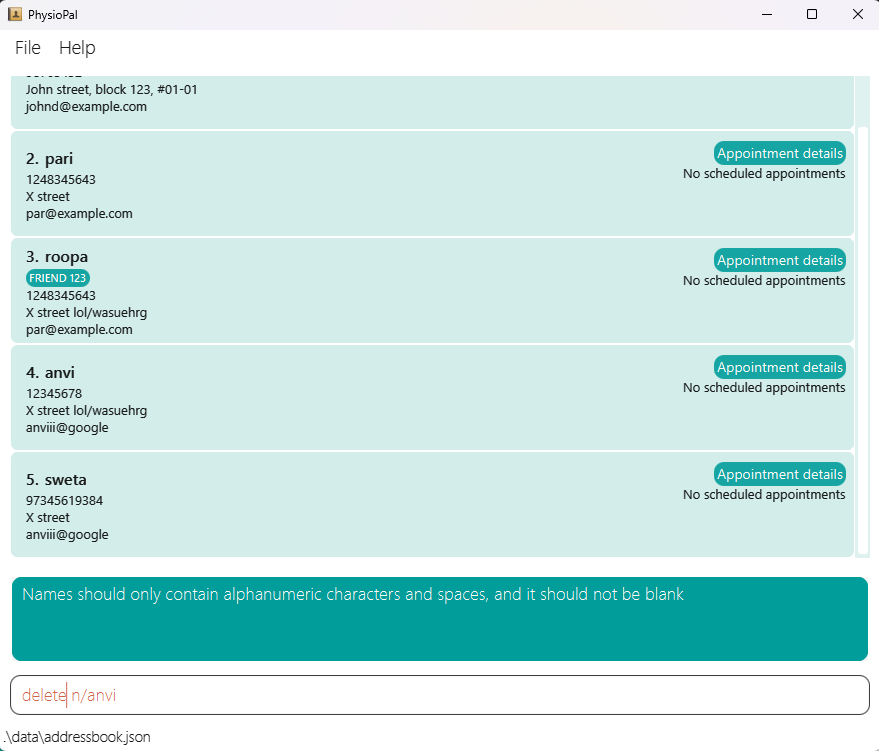 PhysioPal
File Help
John street, block 123, #01-01
johnd@example.com
2. pari
Appointment details
1248345643
No scheduled appointments
X street
par@example.com
3. roopa
Appointment details
FRIEND 123
No scheduled appointments
1248345643
X street lol/wasuehrg
par@example.com
4. anvi
Appointment details
12345678
No scheduled appointments
X street lol/wasuehrg
anviii@google
5. sweta
Appointment details
97345619384
No scheduled appointments
X street
anviii@google
Names should only contain alphanumeric characters and spaces, and it should not be blank
delete n/anvi
.\data\addressbook.json